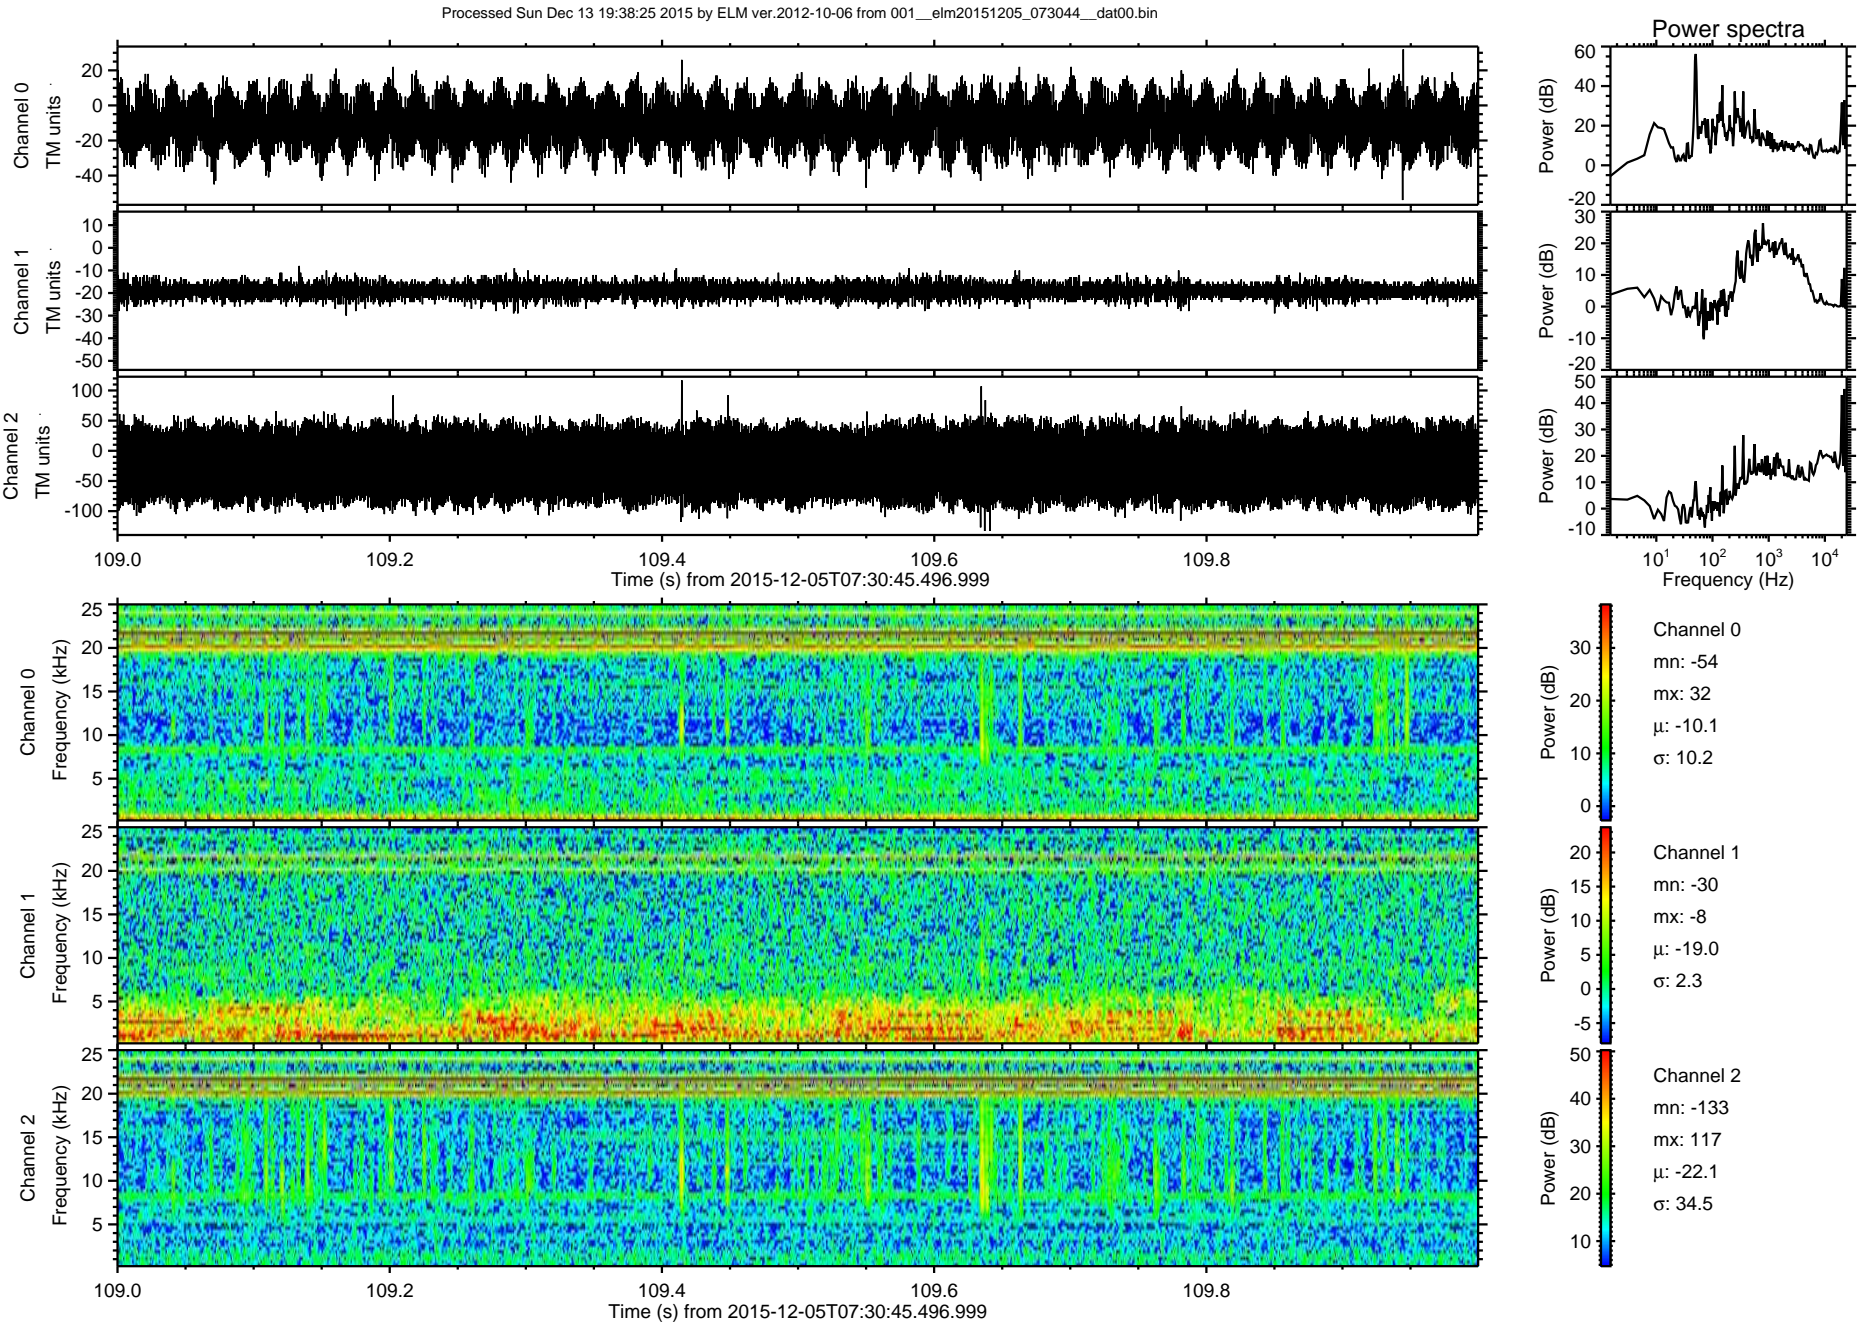 Processed Sun Dec 13 19:38:25 2015 by ELM ver.2012-10-06 from 001__elm20151205_073044__dat00.bin
Power spectra
Channel 0
TM units
20
0
-20
-40
Power (dB)
60
40
20
0
-20
Channel 1
TM units
10
0
-10
-20
-30
-40
-50
Power (dB)
30
20
10
0
-10
-20
Channel 2
TM units
100
50
0
-50
-100
Power (dB)
50
40
30
20
10
0
-10
109.0 109.2 109.4 109.6 109.8
Time (s) from 2015-12-05T07:30:45.496.999
10^1 10^2 10^3 10^4
Frequency (Hz)
Channel 0
Frequency (kHz)
25
20
15
10
5
Power (dB)
30
20
10
0
Channel 0
mn: -54
mx: 32
μ: -10.1
σ: 10.2
Channel 1
Frequency (kHz)
25
20
15
10
5
Power (dB)
20
15
10
5
0
-5
Channel 1
mn: -30
mx: -8
μ: -19.0
σ: 2.3
Channel 2
Frequency (kHz)
25
20
15
10
5
Power (dB)
50
40
30
20
10
Channel 2
mn: -133
mx: 117
μ: -22.1
σ: 34.5
109.0 109.2 109.4 109.6 109.8
Time (s) from 2015-12-05T07:30:45.496.999